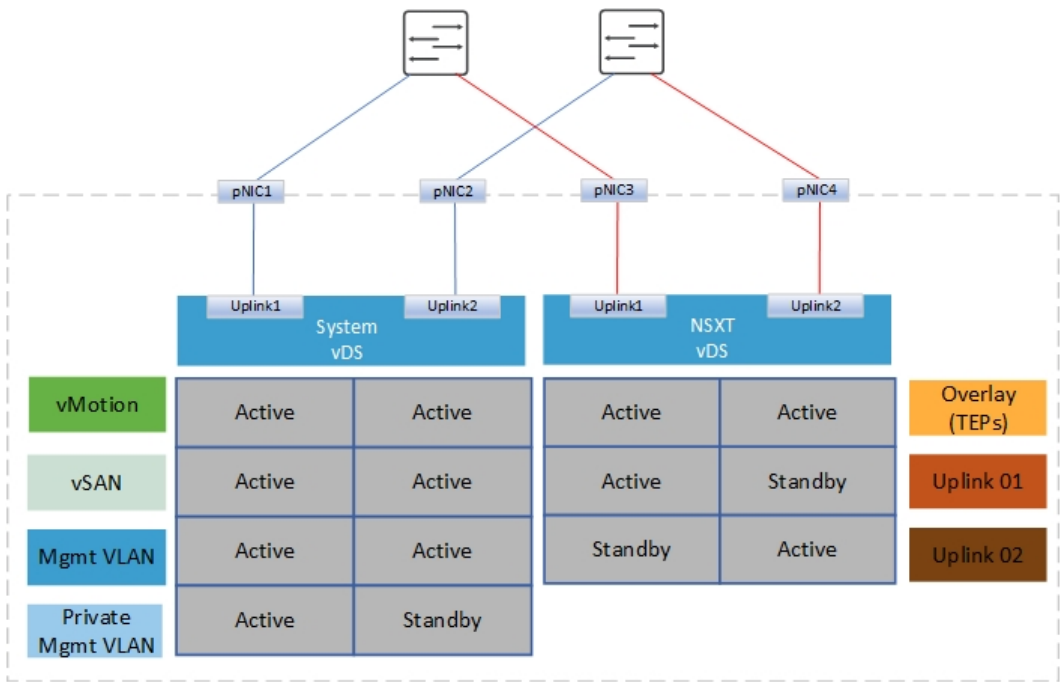 pNIC1
pNIC2
pNIC3
pNIC4
Uplink1
Uplink2
Uplink1
Uplink2
System
vDS
NSXT
vDS
vMotion
Active
Active
Active
Active
Overlay
(TEPs)
vSAN
Active
Active
Active
Standby
Uplink 01
Mgmt VLAN
Active
Active
Standby
Active
Uplink 02
Private
Mgmt VLAN
Active
Standby